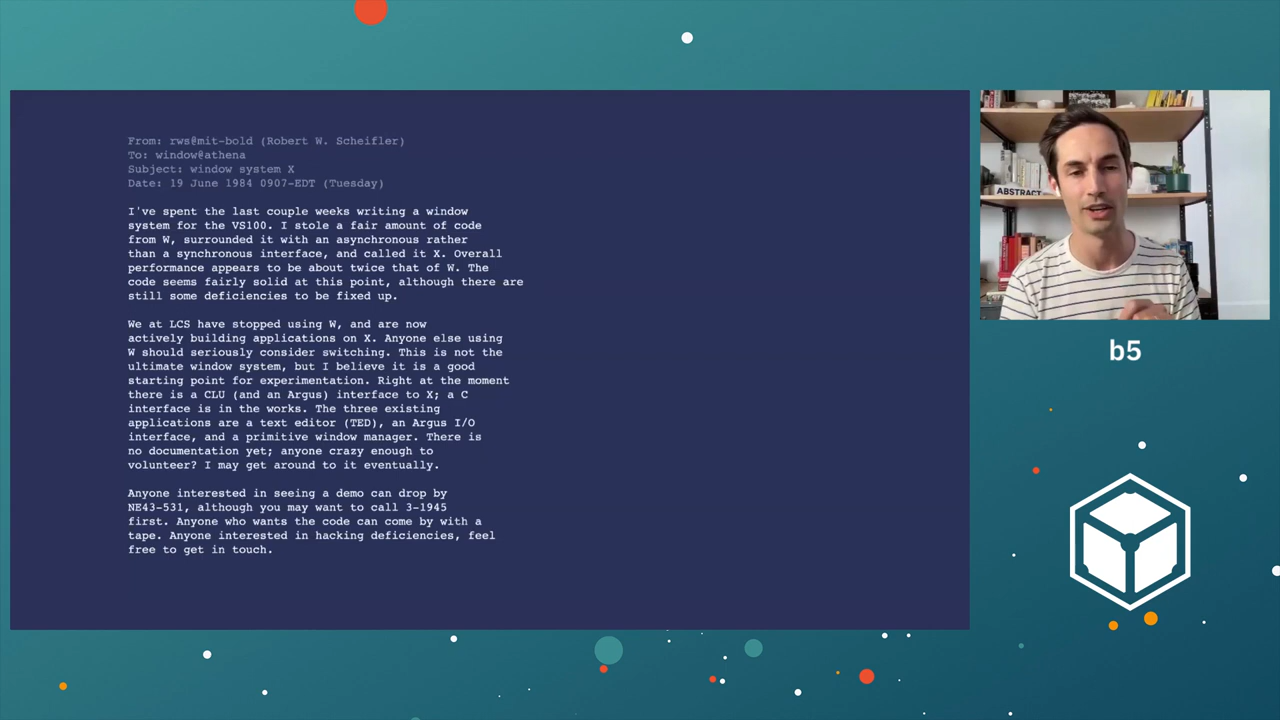 From: rws@mit-bold (Robert W. Scheifler)
To: window@athena
Subject: window system X
Date: 19 June 1984 0907-EDT (Tuesday)
I've spent the last couple weeks writing a window
system for the VS100. I stole a fair amount of code
from W, surrounded it with an asynchronous rather
than a synchronous interface, and called it X. Overall
performance appears to be about twice that of W. The
code seems fairly solid at this point, although there are
still some deficiencies to be fixed up.
We at LCS have stopped using W, and are now
actively building applications on X. Anyone else using
W should seriously consider switching. This is not the
ultimate window system, but I believe it is a good
starting point for experimentation. Right at the moment
there is a CLU (and an Argus) interface to X; a C
interface is in the works. The three existing
applications are a text editor (TED), an Argus I/O
interface, and a primitive window manager. There is
no documentation yet; anyone crazy enough to
volunteer? I may get around to it eventually.
Anyone interested in seeing a demo can drop by
NE43-531, although you may want to call 3-1945
first. Anyone who wants the code can come by with a
tape. Anyone interested in hacking deficiencies, feel
free to get in touch.
ABSTRACT
b5